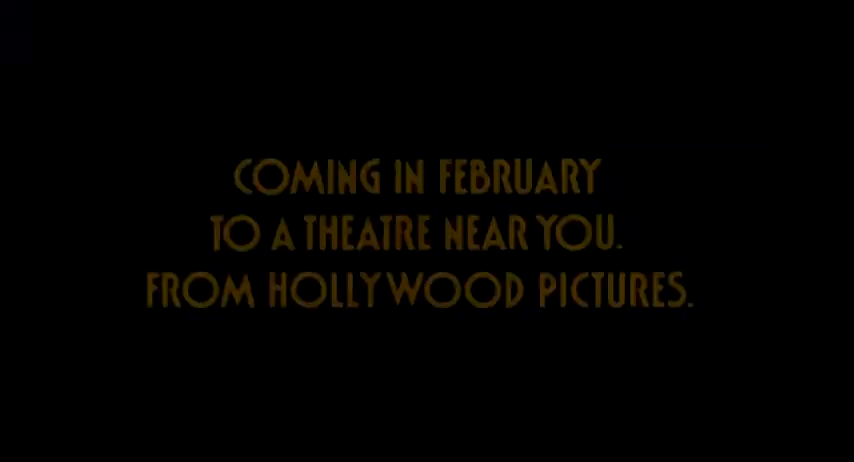 COMING IN FEBRUARY
TO A THEATRE NEAR YOU.
FROM HOLLYWOOD PICTURES.